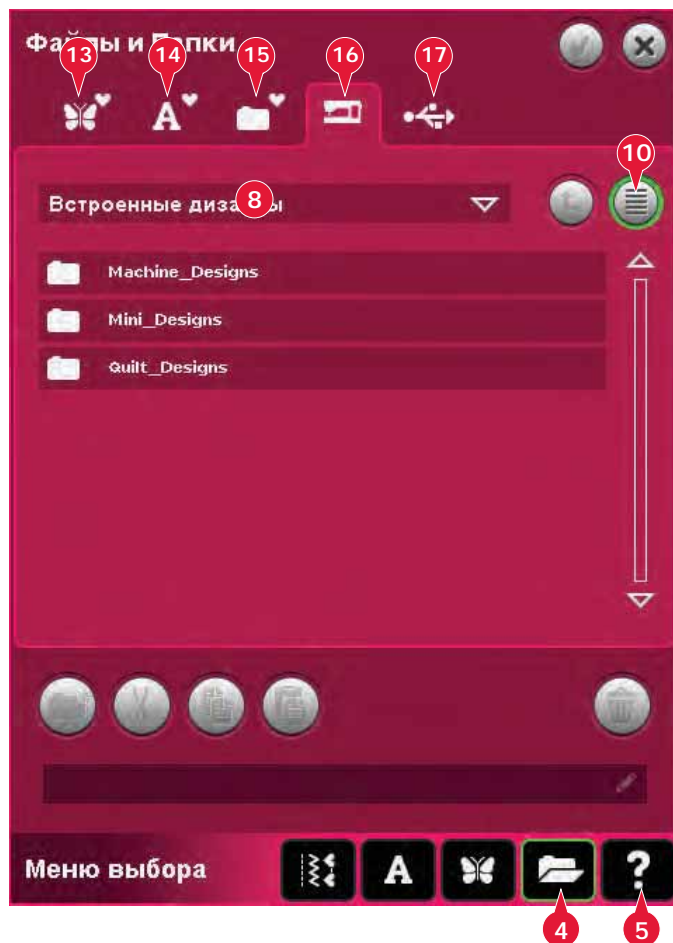 Файлы и Папки
13 14 15 16 17
A A
10
Встроенные дизайны 8
Machine_Designs
Mini_Designs
Quilt_Designs
Меню выбора A ?
4 5